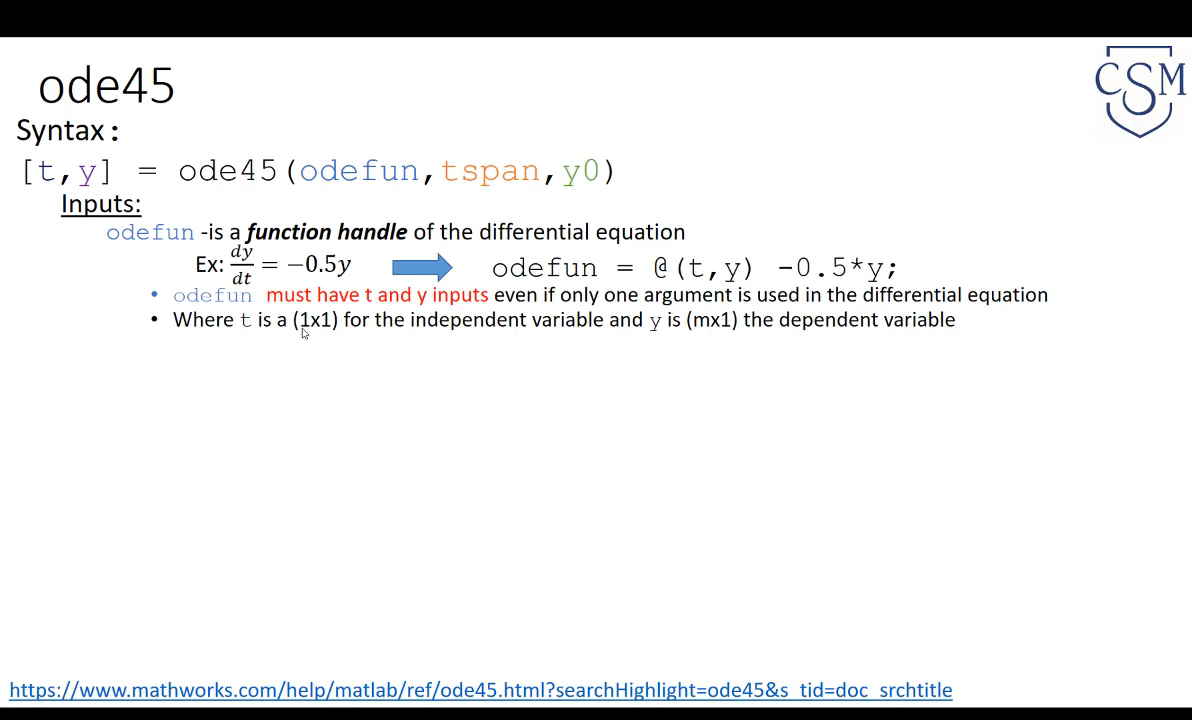 CSM
ode45
Syntax:
[t,y] = ode45(odefun,tspan,y0)
Inputs:
odefun -is a function handle of the differential equation
Ex: dy/dt = −0.5y odefun = @(t,y) -0.5*y;
• odefun must have t and y inputs even if only one argument is used in the differential equation
• Where t is a (1x1) for the independent variable and y is (mx1) the dependent variable
https://www.mathworks.com/help/matlab/ref/ode45.html?searchHighlight=ode45&s_tid=doc_srchtitle